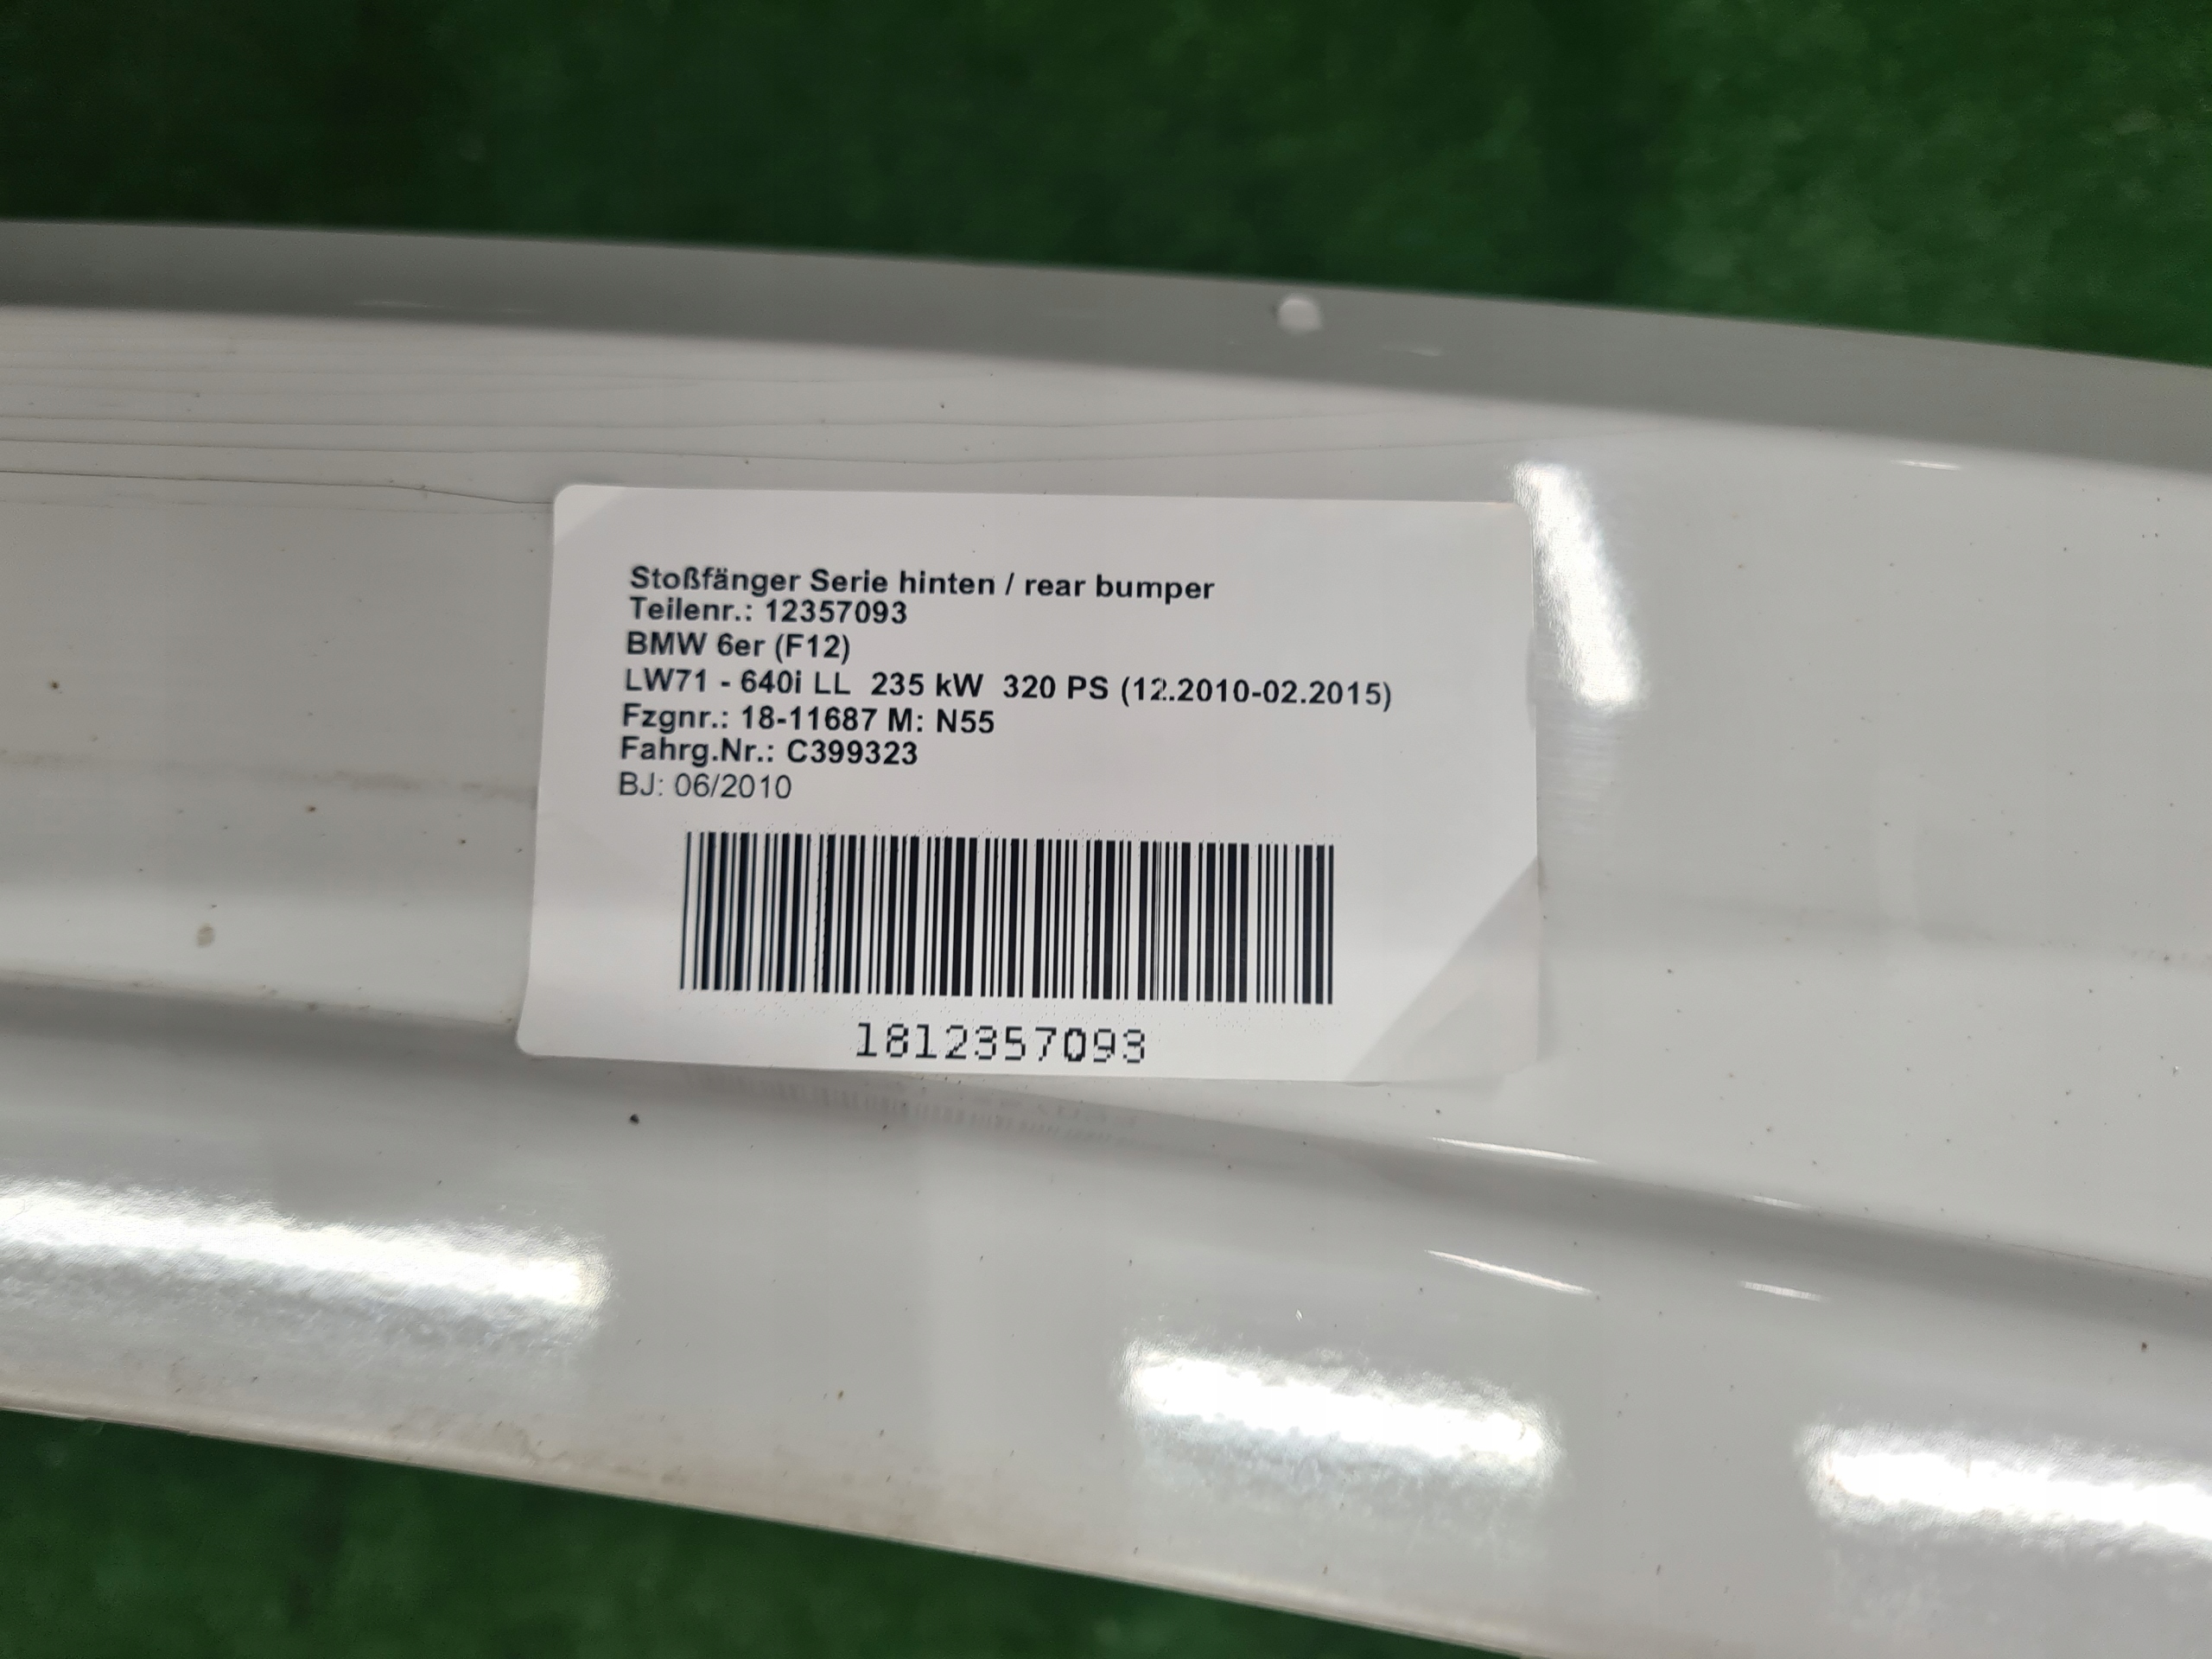 Stoßfänger Serie hinten / rear bumper
Teilenr.: 12357093
BMW 6er (F12)
LW71 - 640i LL 235 kW 320 PS (12.2010-02.2015)
Fzgnr.: 18-11687 M: N55
Fahrg.Nr.: C399323
BJ: 06/2010
1812357093